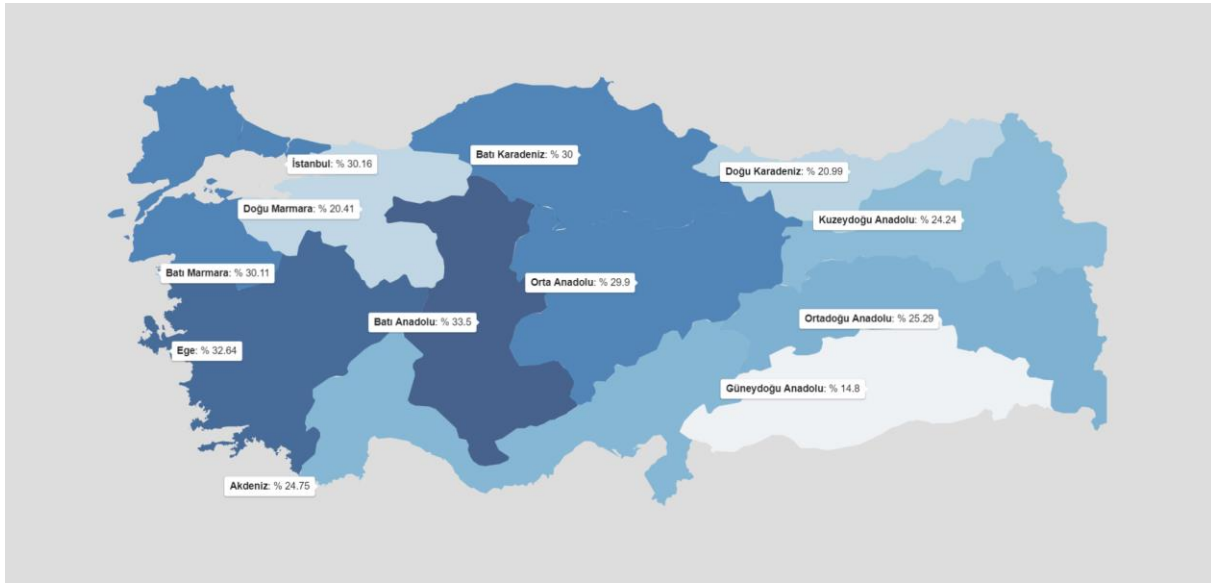 Batı Karadeniz: % 30
İstanbul: % 30.16
Doğu Karadeniz: % 20.99
Doğu Marmara: % 20.41
Kuzeydoğu Anadolu: % 24.24
Batı Marmara: % 30.11
Orta Anadolu: % 29.9
Batı Anadolu: % 33.5
Ortadoğu Anadolu: % 25.29
Ege: % 32.64
Güneydoğu Anadolu: % 14.8
Akdeniz: % 24.75